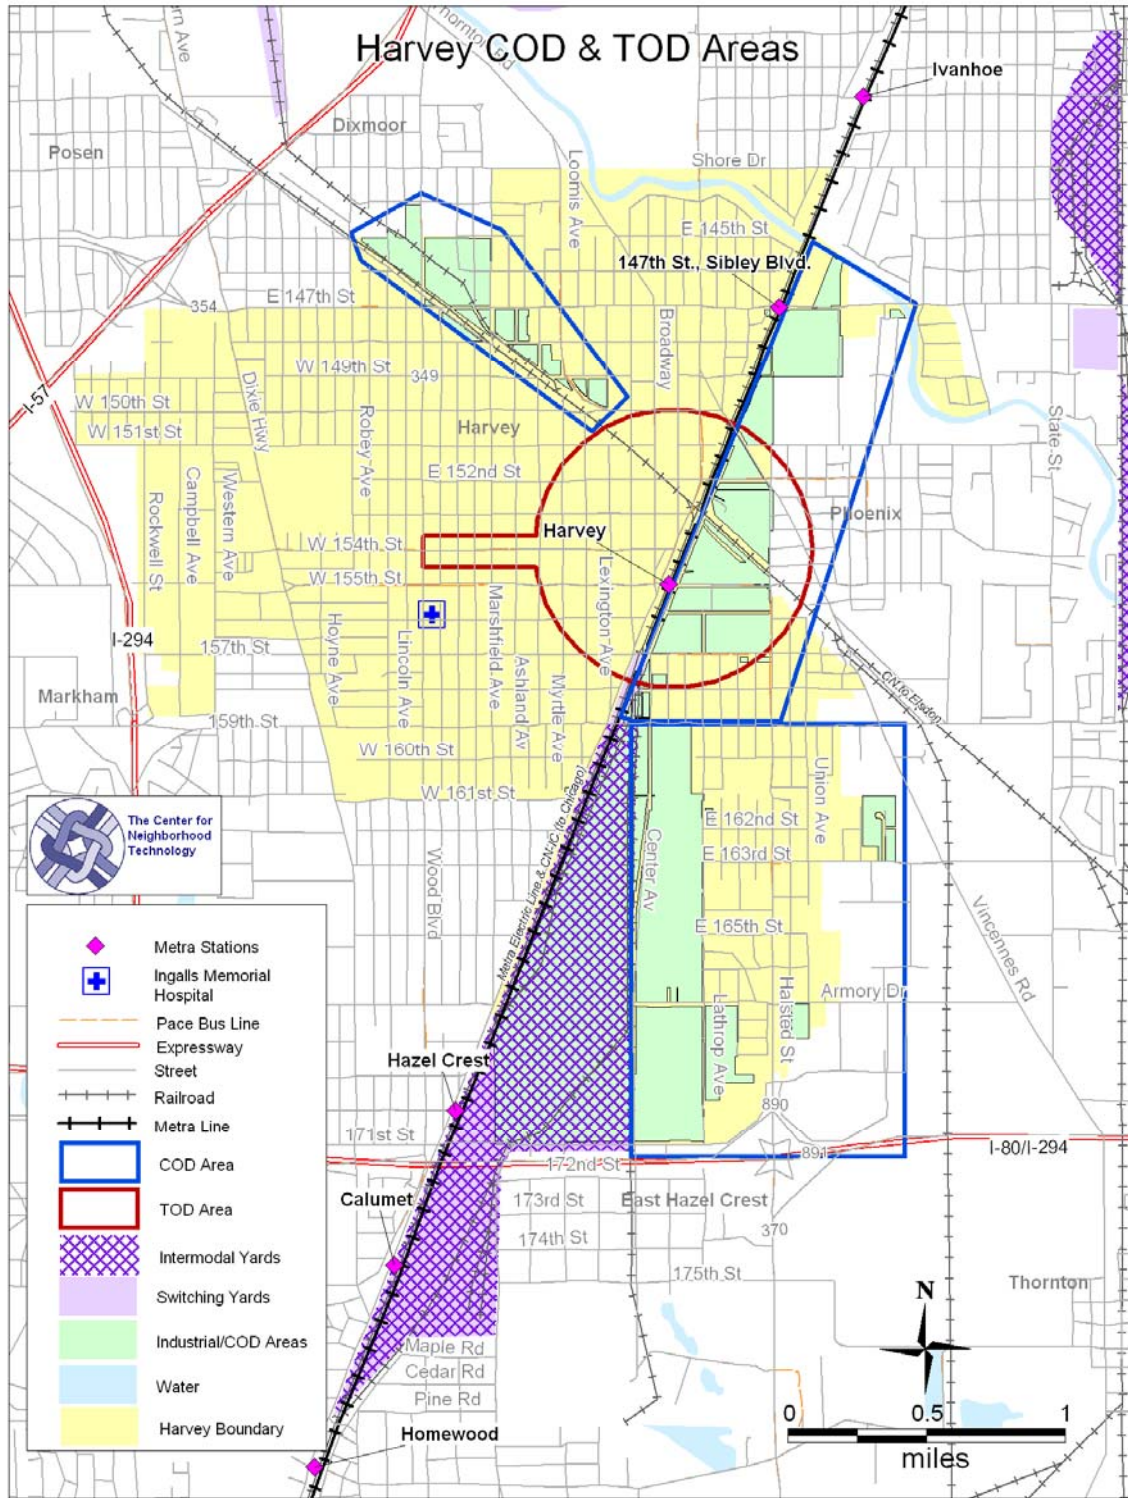 Harvey COD & TOD Areas
Thornton Rd
Ivanhoe
Dixmoor
Posen
Shore Dr
Loomis Ave
E 145th St
147th St., Sibley Blvd.
E 147th St
354
Broadway
W 149th St
349
I-57
W 150th St
Dixie Hwy
Robey Ave
State St
Harvey
W 151st St
E 152nd St
Campbell Ave
Western Ave
Rockwell St
Phoenix
Harvey
W 154th St
Lexington Ave
W 155th St
Marshfield Ave
Hoyne Ave
Lincoln Ave
I-294
157th St
Ashland Av
Myrtle Ave
CN to Elsdon
Markham
159th St
W 160th St
Union Ave
W 161st St
Metra Electric Line & CN-IC (to Chicago)
The Center for
Neighborhood
Technology
E 162nd St
Center Av
E 163rd St
Wood Blvd
Vincennes Rd
E 165th St
Halsted St
Armory Dr
Lathrop Ave
Hazel Crest
890
171st St
I-80/I-294
891
172nd St
Calumet
173rd St
East Hazel Crest
370
174th St
175th St
Thornton
N
Maple Rd
Cedar Rd
Pine Rd
Homewood
0 0.5 1
miles
Metra Stations
Ingalls Memorial
Hospital
Pace Bus Line
Expressway
Street
Railroad
Metra Line
COD Area
TOD Area
Intermodal Yards
Switching Yards
Industrial/COD Areas
Water
Harvey Boundary